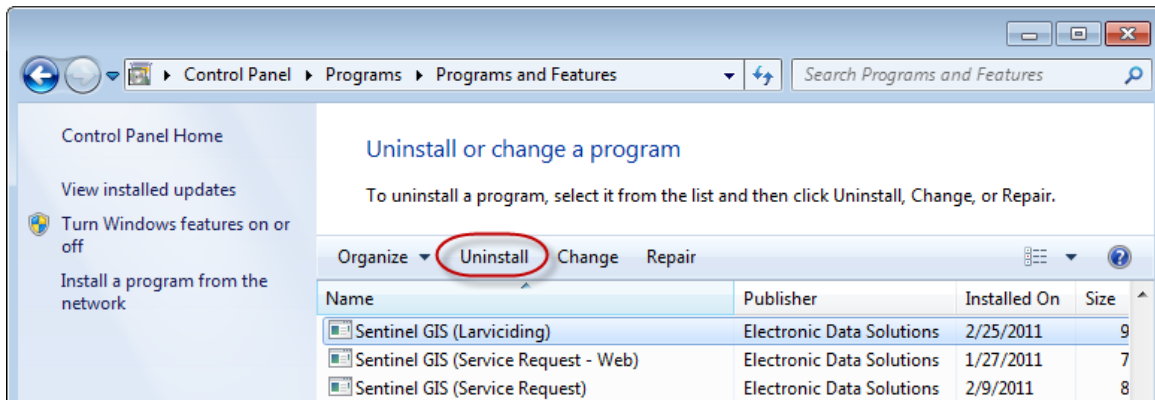 Control Panel Programs Programs and Features
Search Programs and Features
Control Panel Home
View installed updates
Turn Windows features on or
off
Install a program from the
network
Uninstall or change a program
To uninstall a program, select it from the list and then click Uninstall, Change, or Repair.
Organize Uninstall Change Repair
Name Publisher Installed On Size
Sentinel GIS (Larviciding) Electronic Data Solutions 2/25/2011 9
Sentinel GIS (Service Request - Web) Electronic Data Solutions 1/27/2011 7
Sentinel GIS (Service Request) Electronic Data Solutions 2/9/2011 8